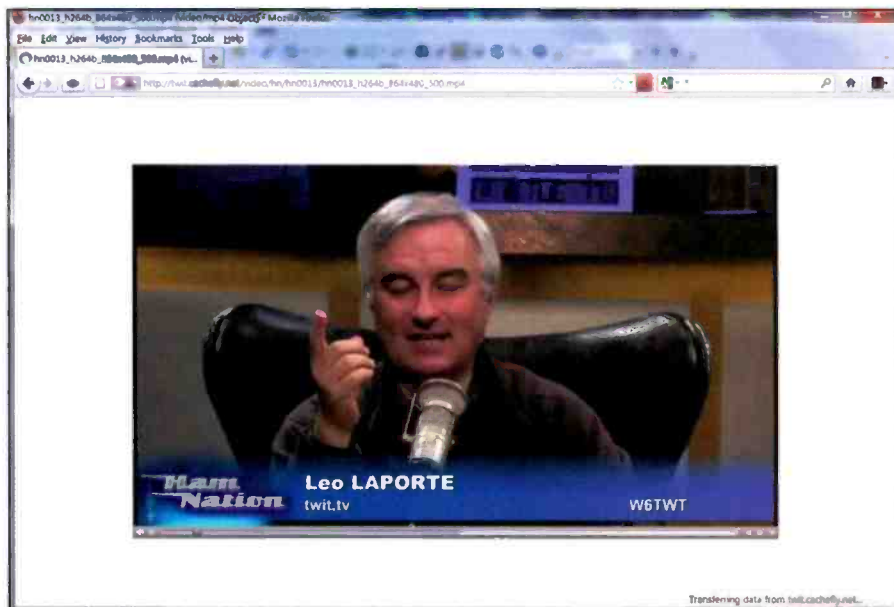 hn0013_h264b_864x480_500.mp4 (video/mp4 Object) - Mozilla Firefox
File Edit View History Bookmarks Tools Help
hn0013_h264b_864x480_500.mp4 (vi...
http://twit.cachefly.net/video/hn/hn0013/hn0013_h264b_864x480_500.mp4
Ham
Nation
Leo LAPORTE
twit.tv W6TWT
Transferring data from twit.cachefly.net...